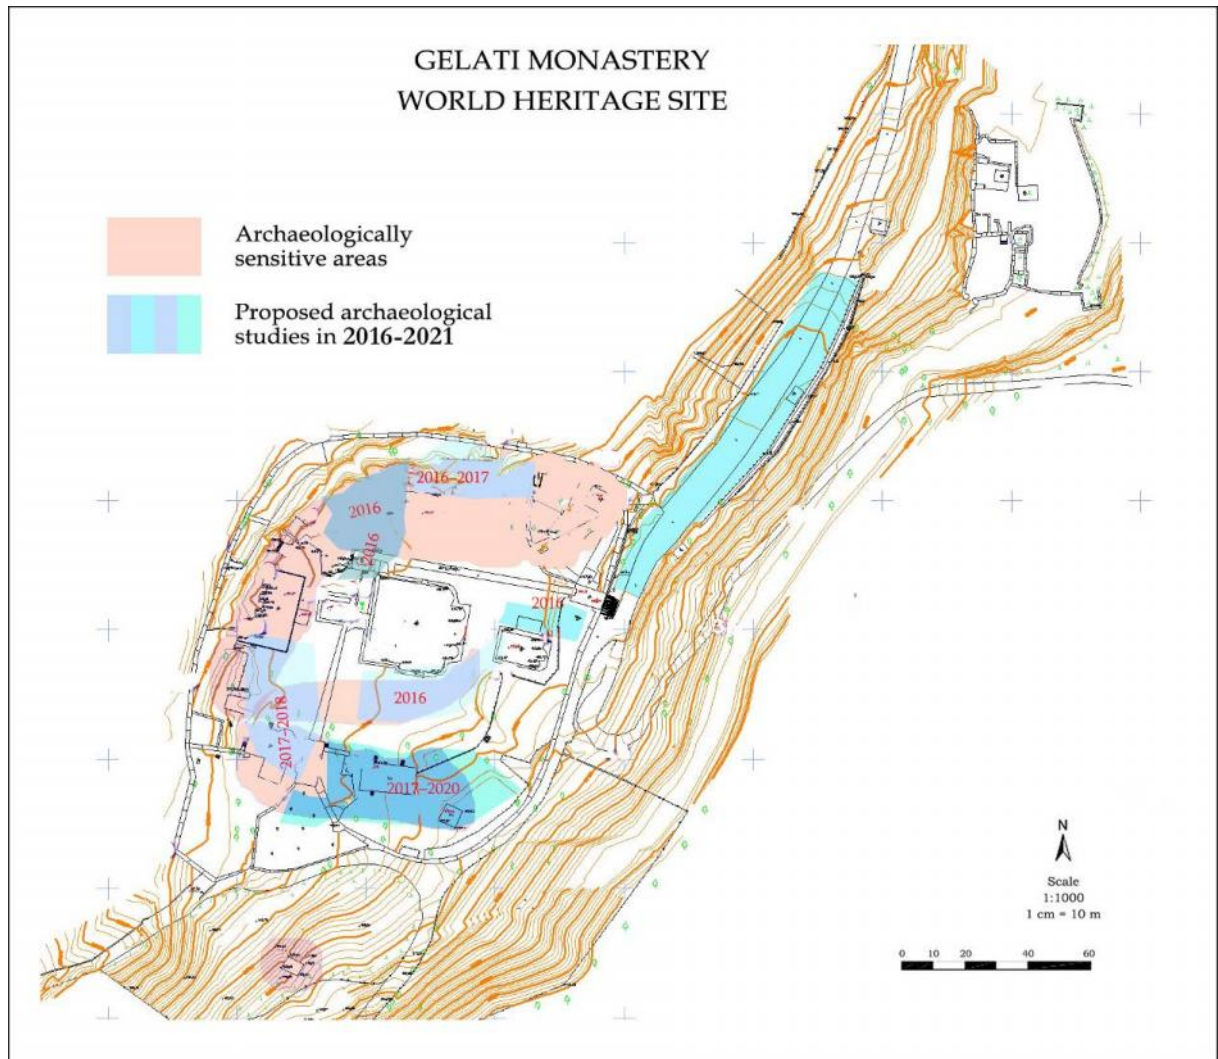 GELATI MONASTERY
WORLD HERITAGE SITE
Archaeologically
sensitive areas
Proposed archaeological
studies in 2016-2021
2016–2017
2016
2016
2016
2016
2017–2018
2017–2020
N
Scale
1:1000
1 cm = 10 m
0 10 20 30 40 60